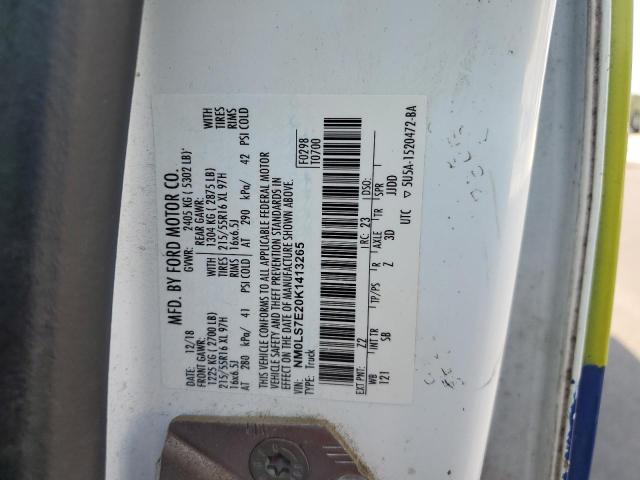 MFD. BY FORD MOTOR CO.
DATE: 12/18
GVWR: 2405 KG ( 5302 LB)*
FRONT GAWR:
1225 KG ( 2700 LB)
REAR GAWR:
1304 KG ( 2875 LB)
WITH
215/55R16 XL 97H TIRES
215/55R16 XL 97H
WITH
TIRES
16x6.5J RIMS
16x6.5J
RIMS
AT 280 kPa/ 41 PSI COLD
AT 290 kPa/ 42 PSI COLD
THIS VEHICLE CONFORMS TO ALL APPLICABLE FEDERAL MOTOR
VEHICLE SAFETY AND THEFT PREVENTION STANDARDS IN
EFFECT ON THE DATE OF MANUFACTURE SHOWN ABOVE.
VIN: NM0LS7E20K1413265
TYPE: Truck
F0298
T0700
EXT PNT: Z2 RC: 23 DSO:
WB INT TR TP/PS R AXLE TR SPR
121 SB Z 3D JJDD
UTC ▽ 5U5A-1520472-BA